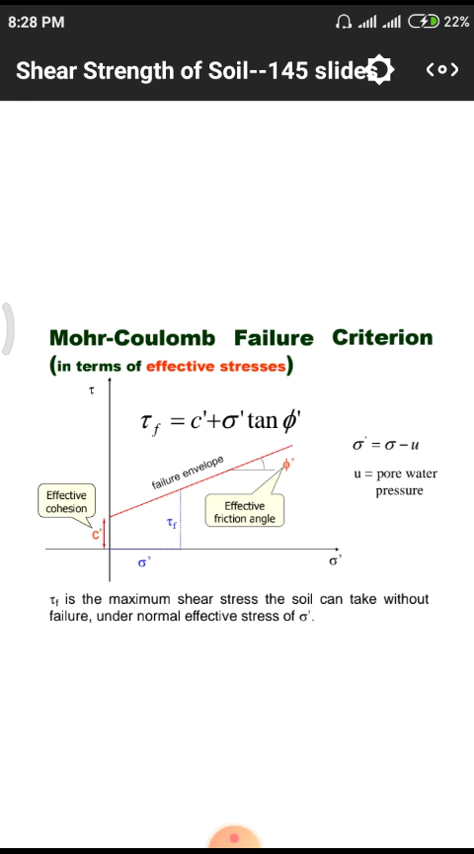 8:28 PM
22%
Shear Strength of Soil--145 slides
Mohr-Coulomb Failure Criterion
(in terms of effective stresses)
τ
τf = c'+σ' tan ϕ'
σ' = σ – u
failure envelope
ϕ'
u = pore water
pressure
Effective
cohesion
Effective
friction angle
τf
c'
σ'
σ'
τf is the maximum shear stress the soil can take without
failure, under normal effective stress of σ'.